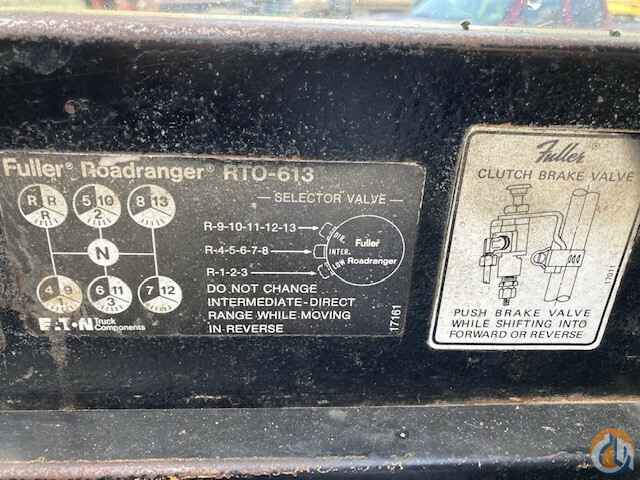 Fuller® Roadranger® RTO-613
SELECTOR VALVE
R R R
5 10 2
8 13
N
4 9 1
6 11 3
7 12
R-9-10-11-12-13
R-4-5-6-7-8
R-1-2-3
DIR.
INTER.
LOW
Fuller
Roadranger
DO NOT CHANGE
INTERMEDIATE-DIRECT
RANGE WHILE MOVING
IN REVERSE
EATON Truck
Components
17161
Fuller®
CLUTCH BRAKE VALVE
PUSH BRAKE VALVE
WHILE SHIFTING INTO
FORWARD OR REVERSE